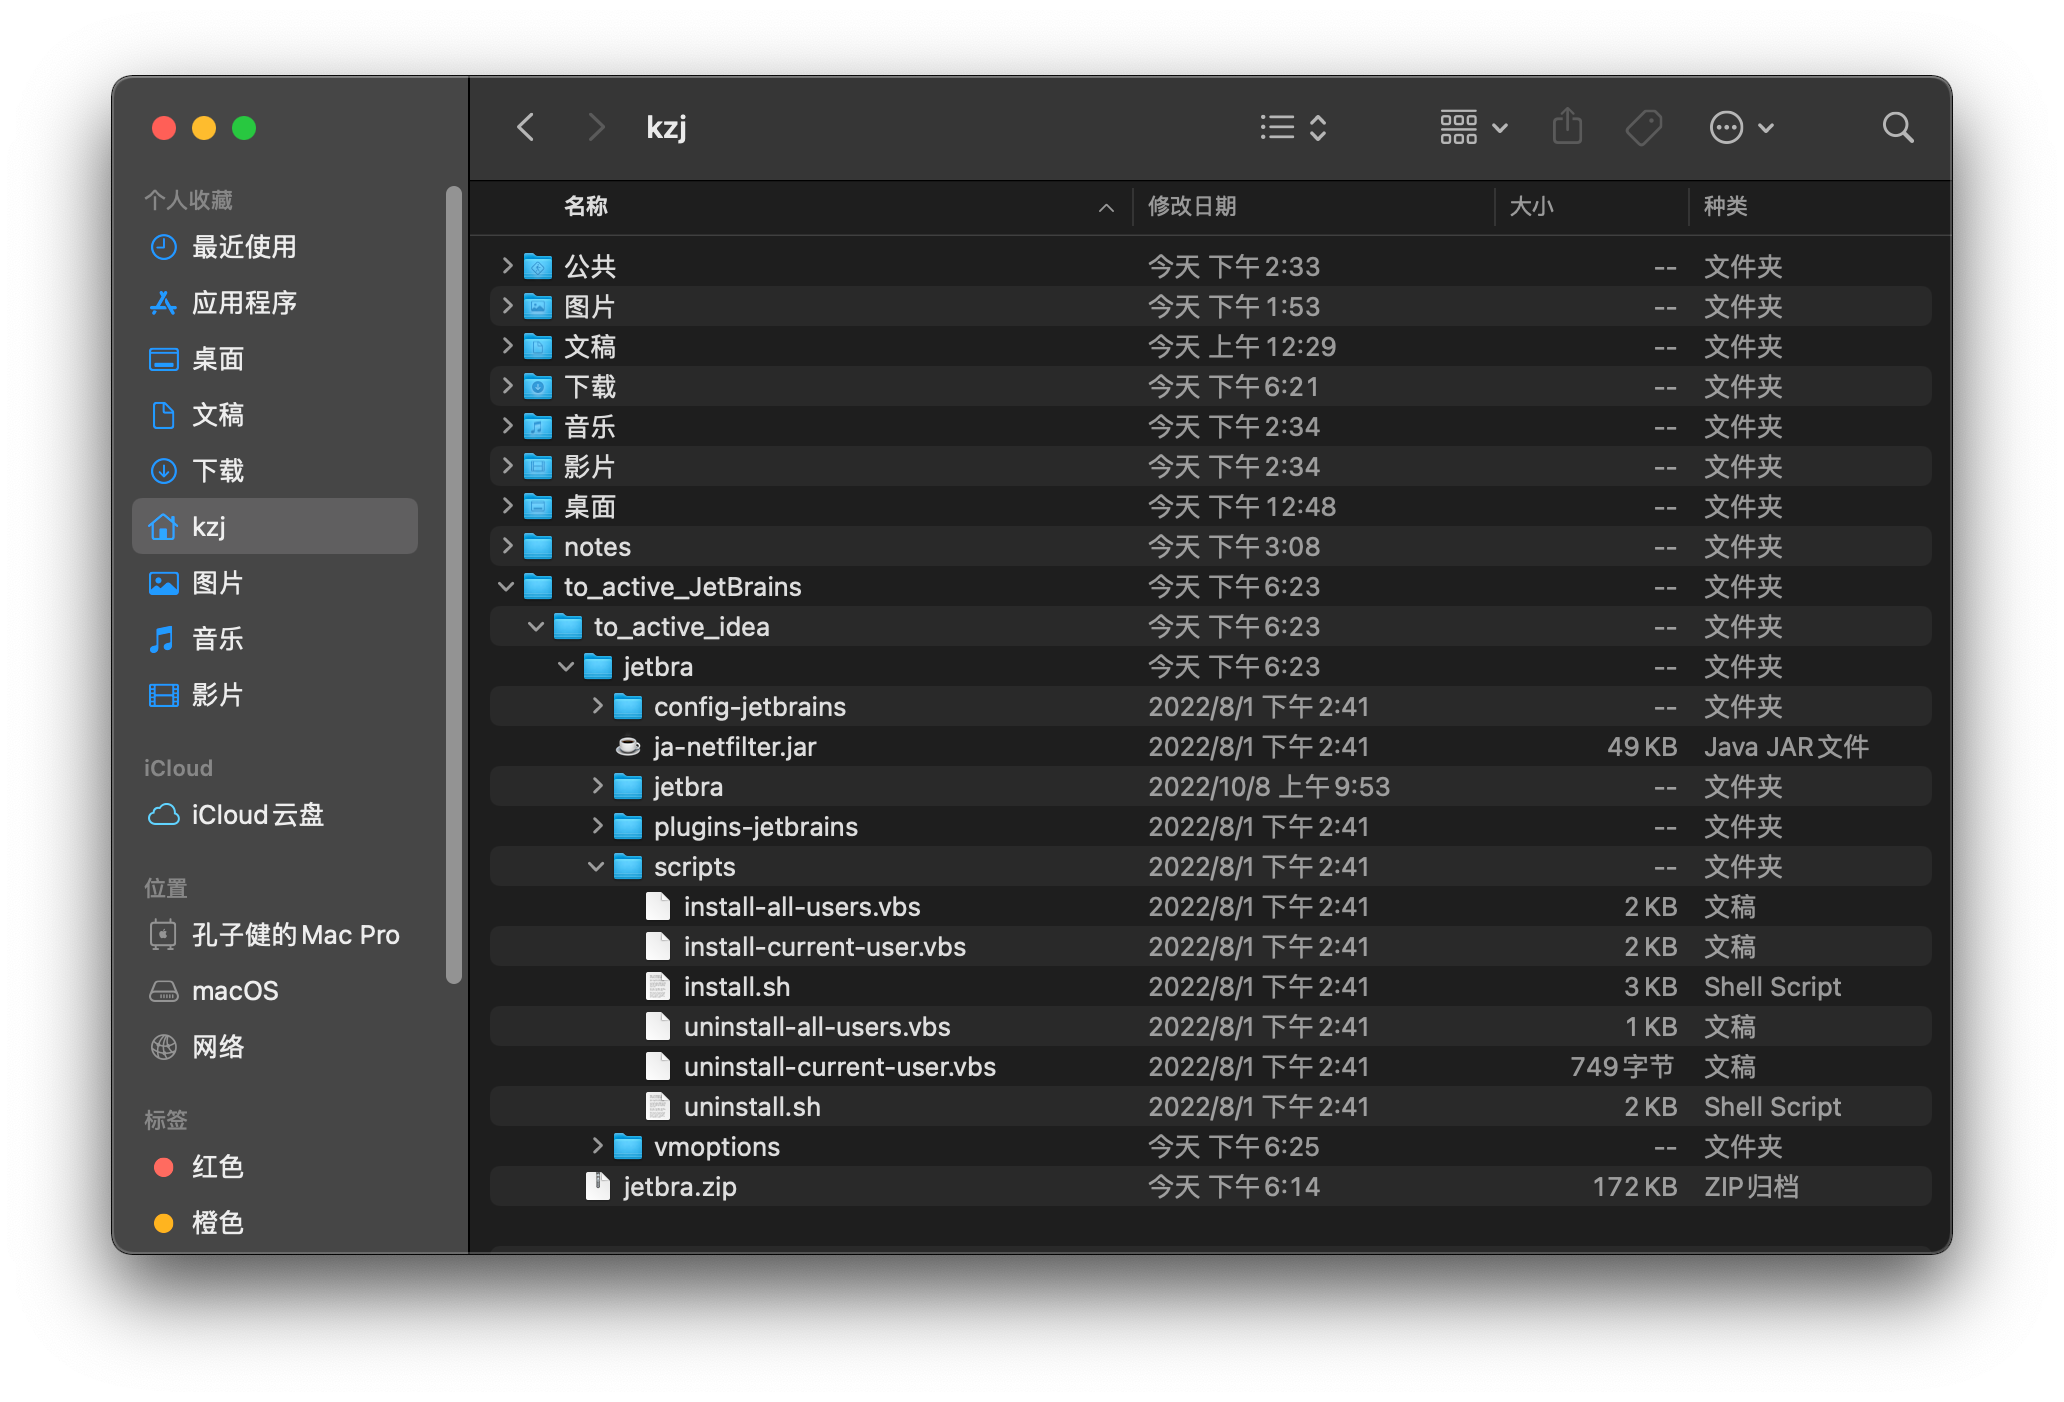 kzj
个人收藏
最近使用
应用程序
桌面
文稿
下载
kzj
图片
音乐
影片
iCloud
iCloud云盘
位置
孔子健的Mac Pro
macOS
网络
标签
红色
橙色
名称 修改日期 大小 种类
公共 今天 下午2:33 -- 文件夹
图片 今天 下午1:53 -- 文件夹
文稿 今天 上午12:29 -- 文件夹
下载 今天 下午6:21 -- 文件夹
音乐 今天 下午2:34 -- 文件夹
影片 今天 下午2:34 -- 文件夹
桌面 今天 下午12:48 -- 文件夹
notes 今天 下午3:08 -- 文件夹
to_active_JetBrains 今天 下午6:23 -- 文件夹
to_active_idea 今天 下午6:23 -- 文件夹
jetbra 今天 下午6:23 -- 文件夹
config-jetbrains 2022/8/1 下午2:41 -- 文件夹
ja-netfilter.jar 2022/8/1 下午2:41 49 KB Java JAR文件
jetbra 2022/10/8 上午9:53 -- 文件夹
plugins-jetbrains 2022/8/1 下午2:41 -- 文件夹
scripts 2022/8/1 下午2:41 -- 文件夹
install-all-users.vbs 2022/8/1 下午2:41 2 KB 文稿
install-current-user.vbs 2022/8/1 下午2:41 2 KB 文稿
install.sh 2022/8/1 下午2:41 3 KB Shell Script
uninstall-all-users.vbs 2022/8/1 下午2:41 1 KB 文稿
uninstall-current-user.vbs 2022/8/1 下午2:41 749字节 文稿
uninstall.sh 2022/8/1 下午2:41 2 KB Shell Script
vmoptions 今天 下午6:25 -- 文件夹
jetbra.zip 今天 下午6:14 172 KB ZIP归档